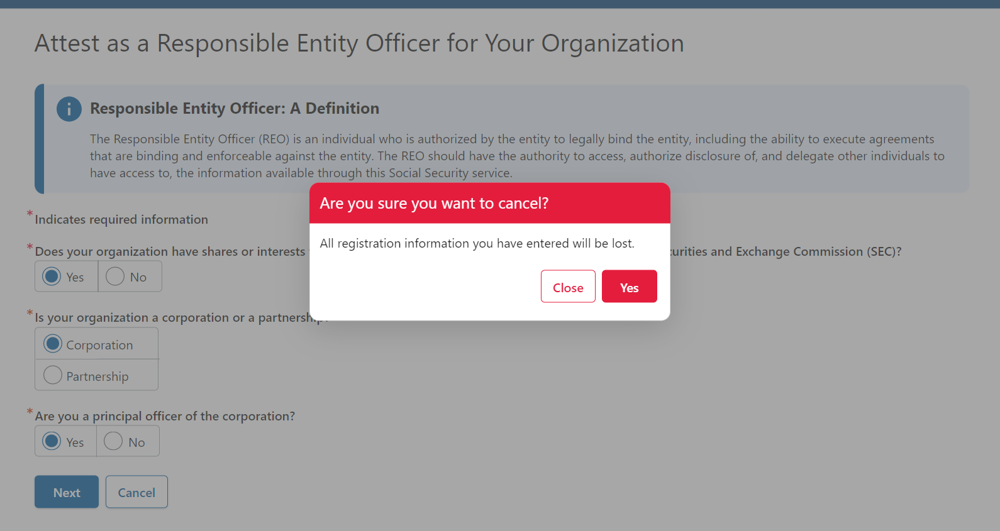 Attest as a Responsible Entity Officer for Your Organization
Responsible Entity Officer: A Definition
The Responsible Entity Officer (REO) is an individual who is authorized by the entity to legally bind the entity, including the ability to execute agreements
that are binding and enforceable against the entity. The REO should have the authority to access, authorize disclosure of, and delegate other individuals to
have access to, the information available through this Social Security service.
Are you sure you want to cancel?
All registration information you have entered will be lost.
Close Yes
* Indicates required information
* Does your organization have shares or interests and Exchange Commission (SEC)?
Yes No
* Is your organization a corporation or a
Corporation
Partnership
* Are you a principal officer of the corporation?
Yes No
Next Cancel